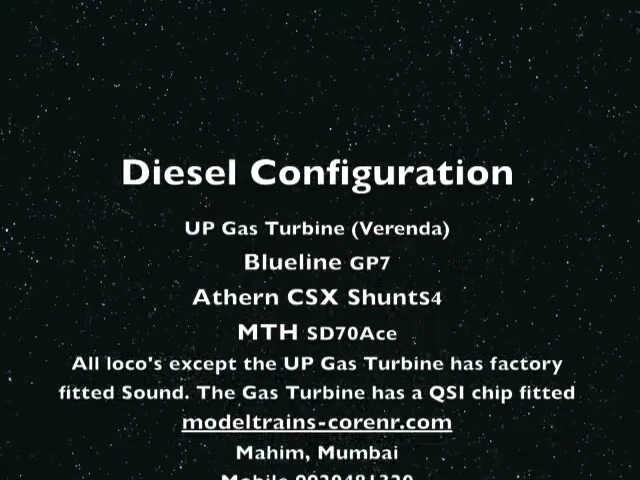 Diesel Configuration
UP Gas Turbine (Verenda)
Blueline GP7
Athern CSX Shunts4
MTH SD70Ace
All loco's except the UP Gas Turbine has factory
fitted Sound. The Gas Turbine has a QSI chip fitted
modeltrains-corenr.com
Mahim, Mumbai
Mobile